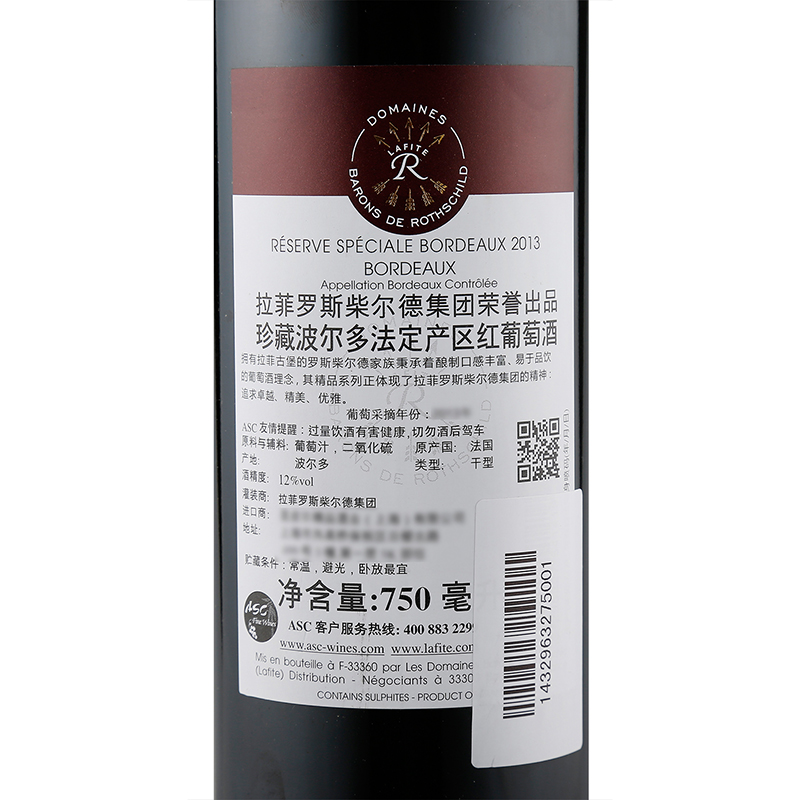 DOMAINES
LAFITE
R
BARONS DE ROTHSCHILD
RÉSERVE SPÉCIALE BORDEAUX 2013
BORDEAUX
Appellation Bordeaux Contrôlée
拉菲罗斯柴尔德集团荣誉出品
珍藏波尔多法定产区红葡萄酒
拥有拉菲古堡的罗斯柴尔德家族秉承着酿制口感丰富、易于品饮
的葡萄酒理念，其精品系列正体现了拉菲罗斯柴尔德集团的精神：
追求卓越、精美、优雅。
葡萄采摘年份：
ASC 友情提醒：过量饮酒有害健康,切勿酒后驾车
原料与辅料：葡萄汁，二氧化硫 原产国：法国
产地： 波尔多 类型： 干型
酒精度： 12%vol
灌装商：拉菲罗斯柴尔德集团
进口商：
地址：
贮藏条件：常温，避光，卧放最宜
净含量:750 毫
ASC Fine Wines
ASC 客户服务热线: 400 883 229
www.asc-wines.com www.lafite.com
Mis en bouteille à F-33360 par Les Domaine
(Lafite) Distribution - Négociants à 3330
CONTAINS SULPHITES - PRODUCT O
1432963275001